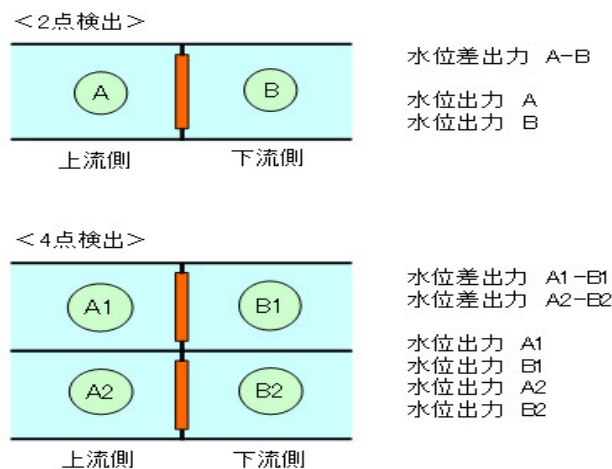 ＜2点検出＞
A
B
上流側
下流側
水位差出力 A-B
水位出力 A
水位出力 B
＜4点検出＞
A1
B1
A2
B2
上流側
下流側
水位差出力 A1-B1
水位差出力 A2-B2
水位出力 A1
水位出力 B1
水位出力 A2
水位出力 B2